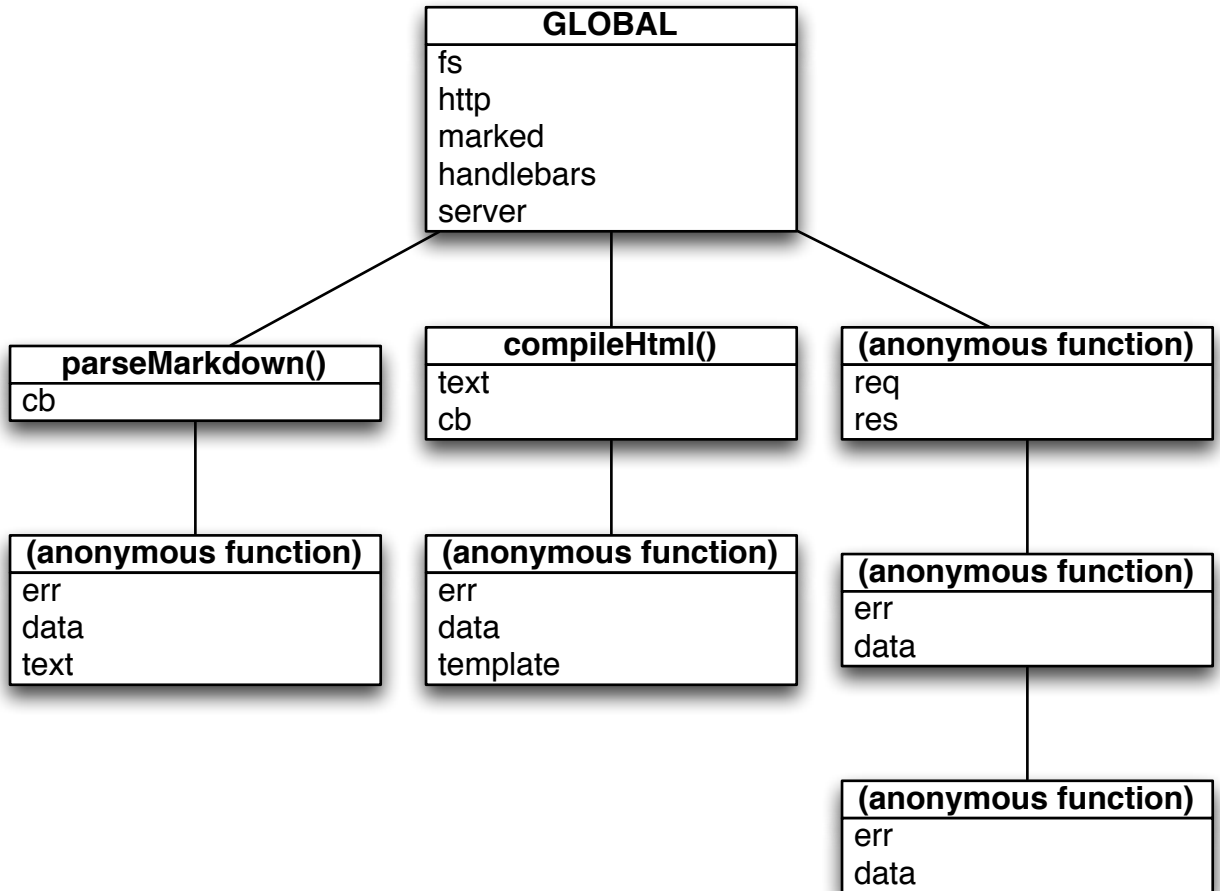 GLOBAL
fs
http
marked
handlebars
server
parseMarkdown()
cb
compileHtml()
text
cb
(anonymous function)
req
res
(anonymous function)
err
data
text
(anonymous function)
err
data
template
(anonymous function)
err
data
(anonymous function)
err
data